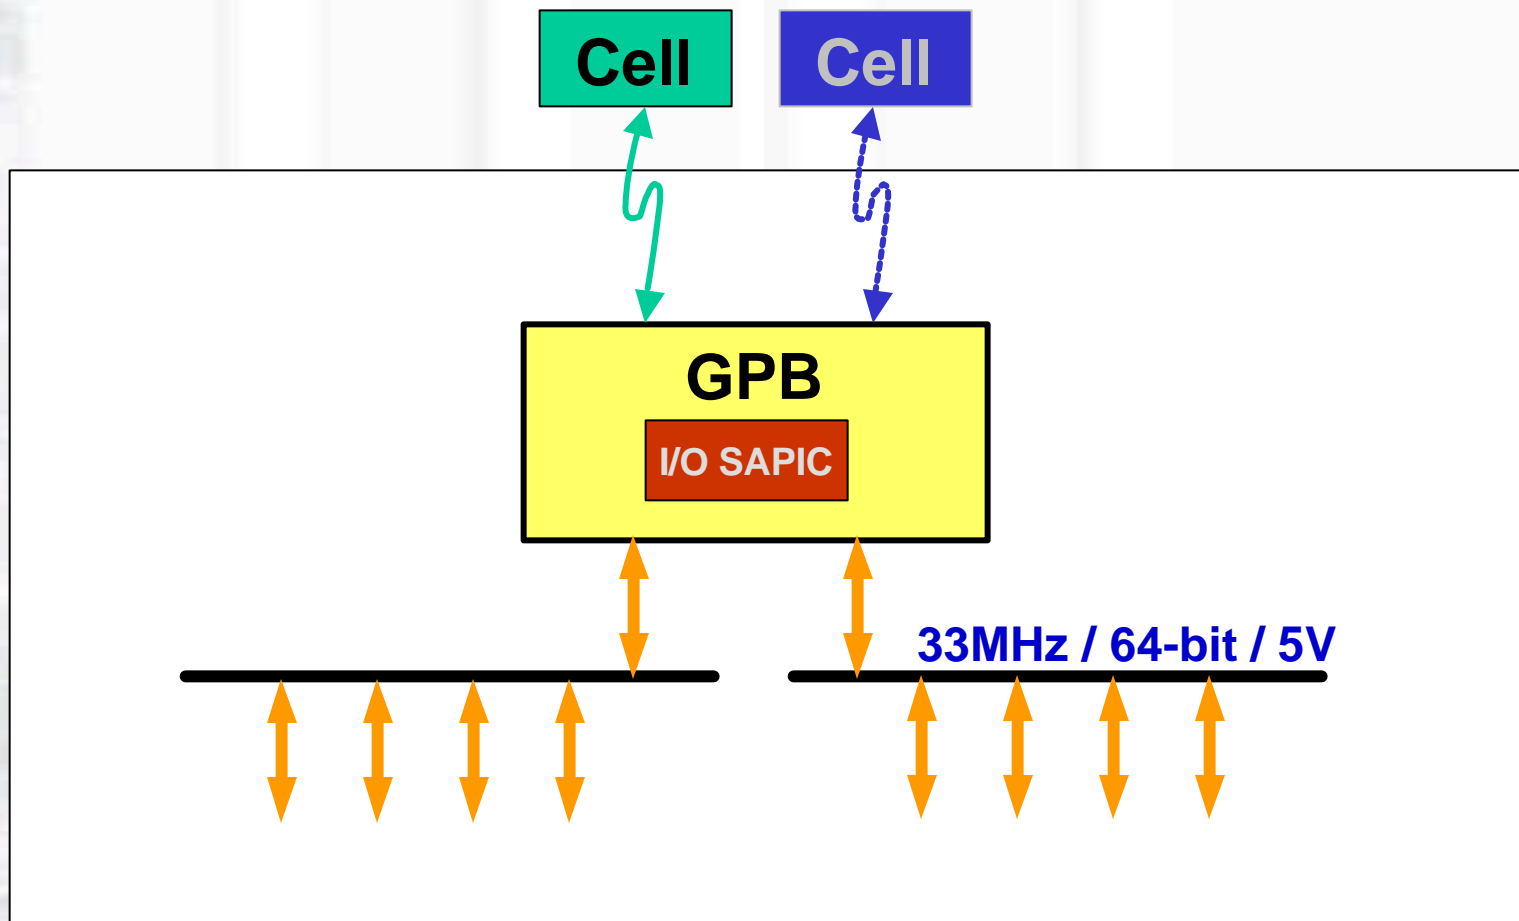 Cell
Cell
GPB
I/O SAPIC
33MHz / 64-bit / 5V